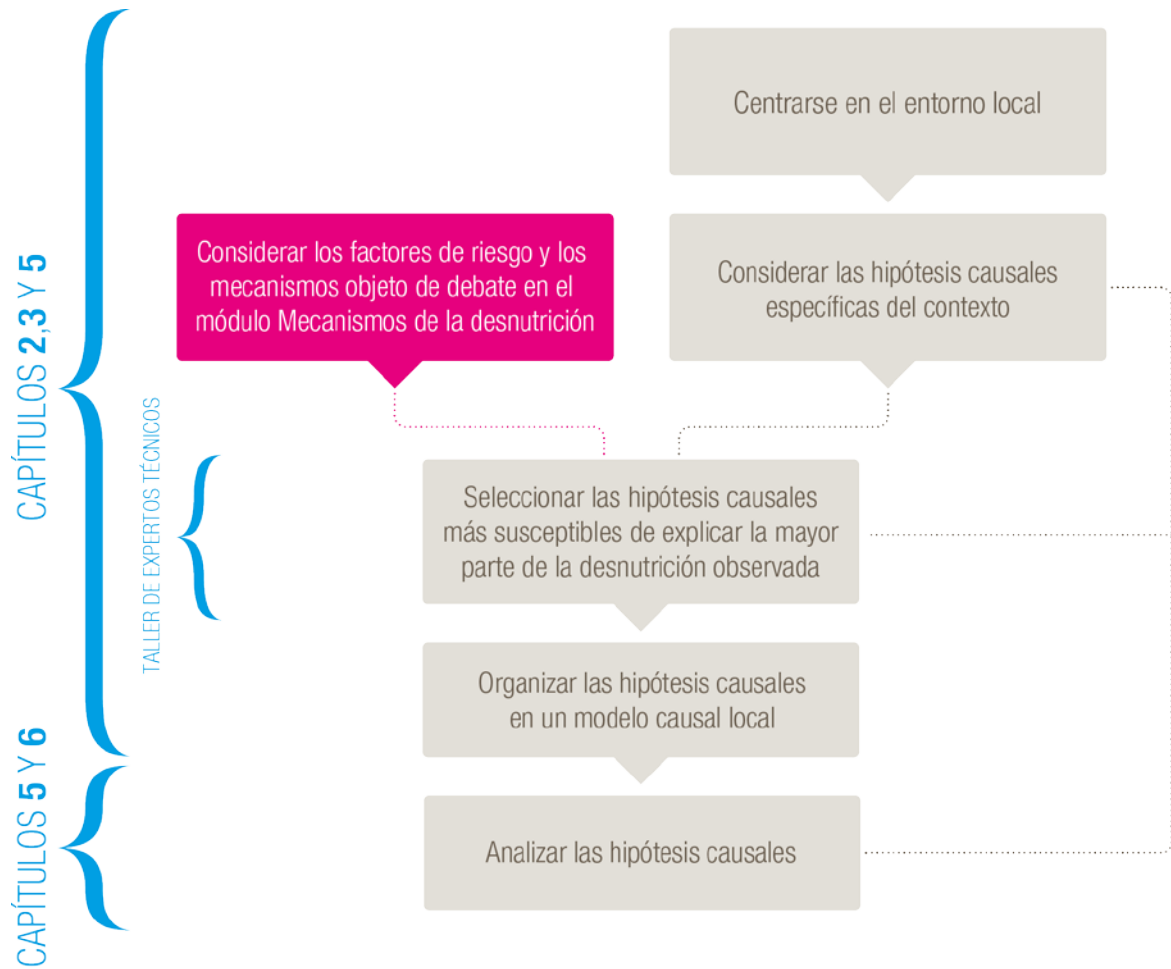 Centrarse en el entorno local
Considerar los factores de riesgo y los
mecanismos objeto de debate en el
módulo Mecanismos de la desnutrición
Considerar las hipótesis causales
específicas del contexto
CAPÍTULOS 2,3 Y 5
TALLER DE EXPERTOS TÉCNICOS
Seleccionar las hipótesis causales
más susceptibles de explicar la mayor
parte de la desnutrición observada
Organizar las hipótesis causales
en un modelo causal local
CAPÍTULOS 5 Y 6
Analizar las hipótesis causales